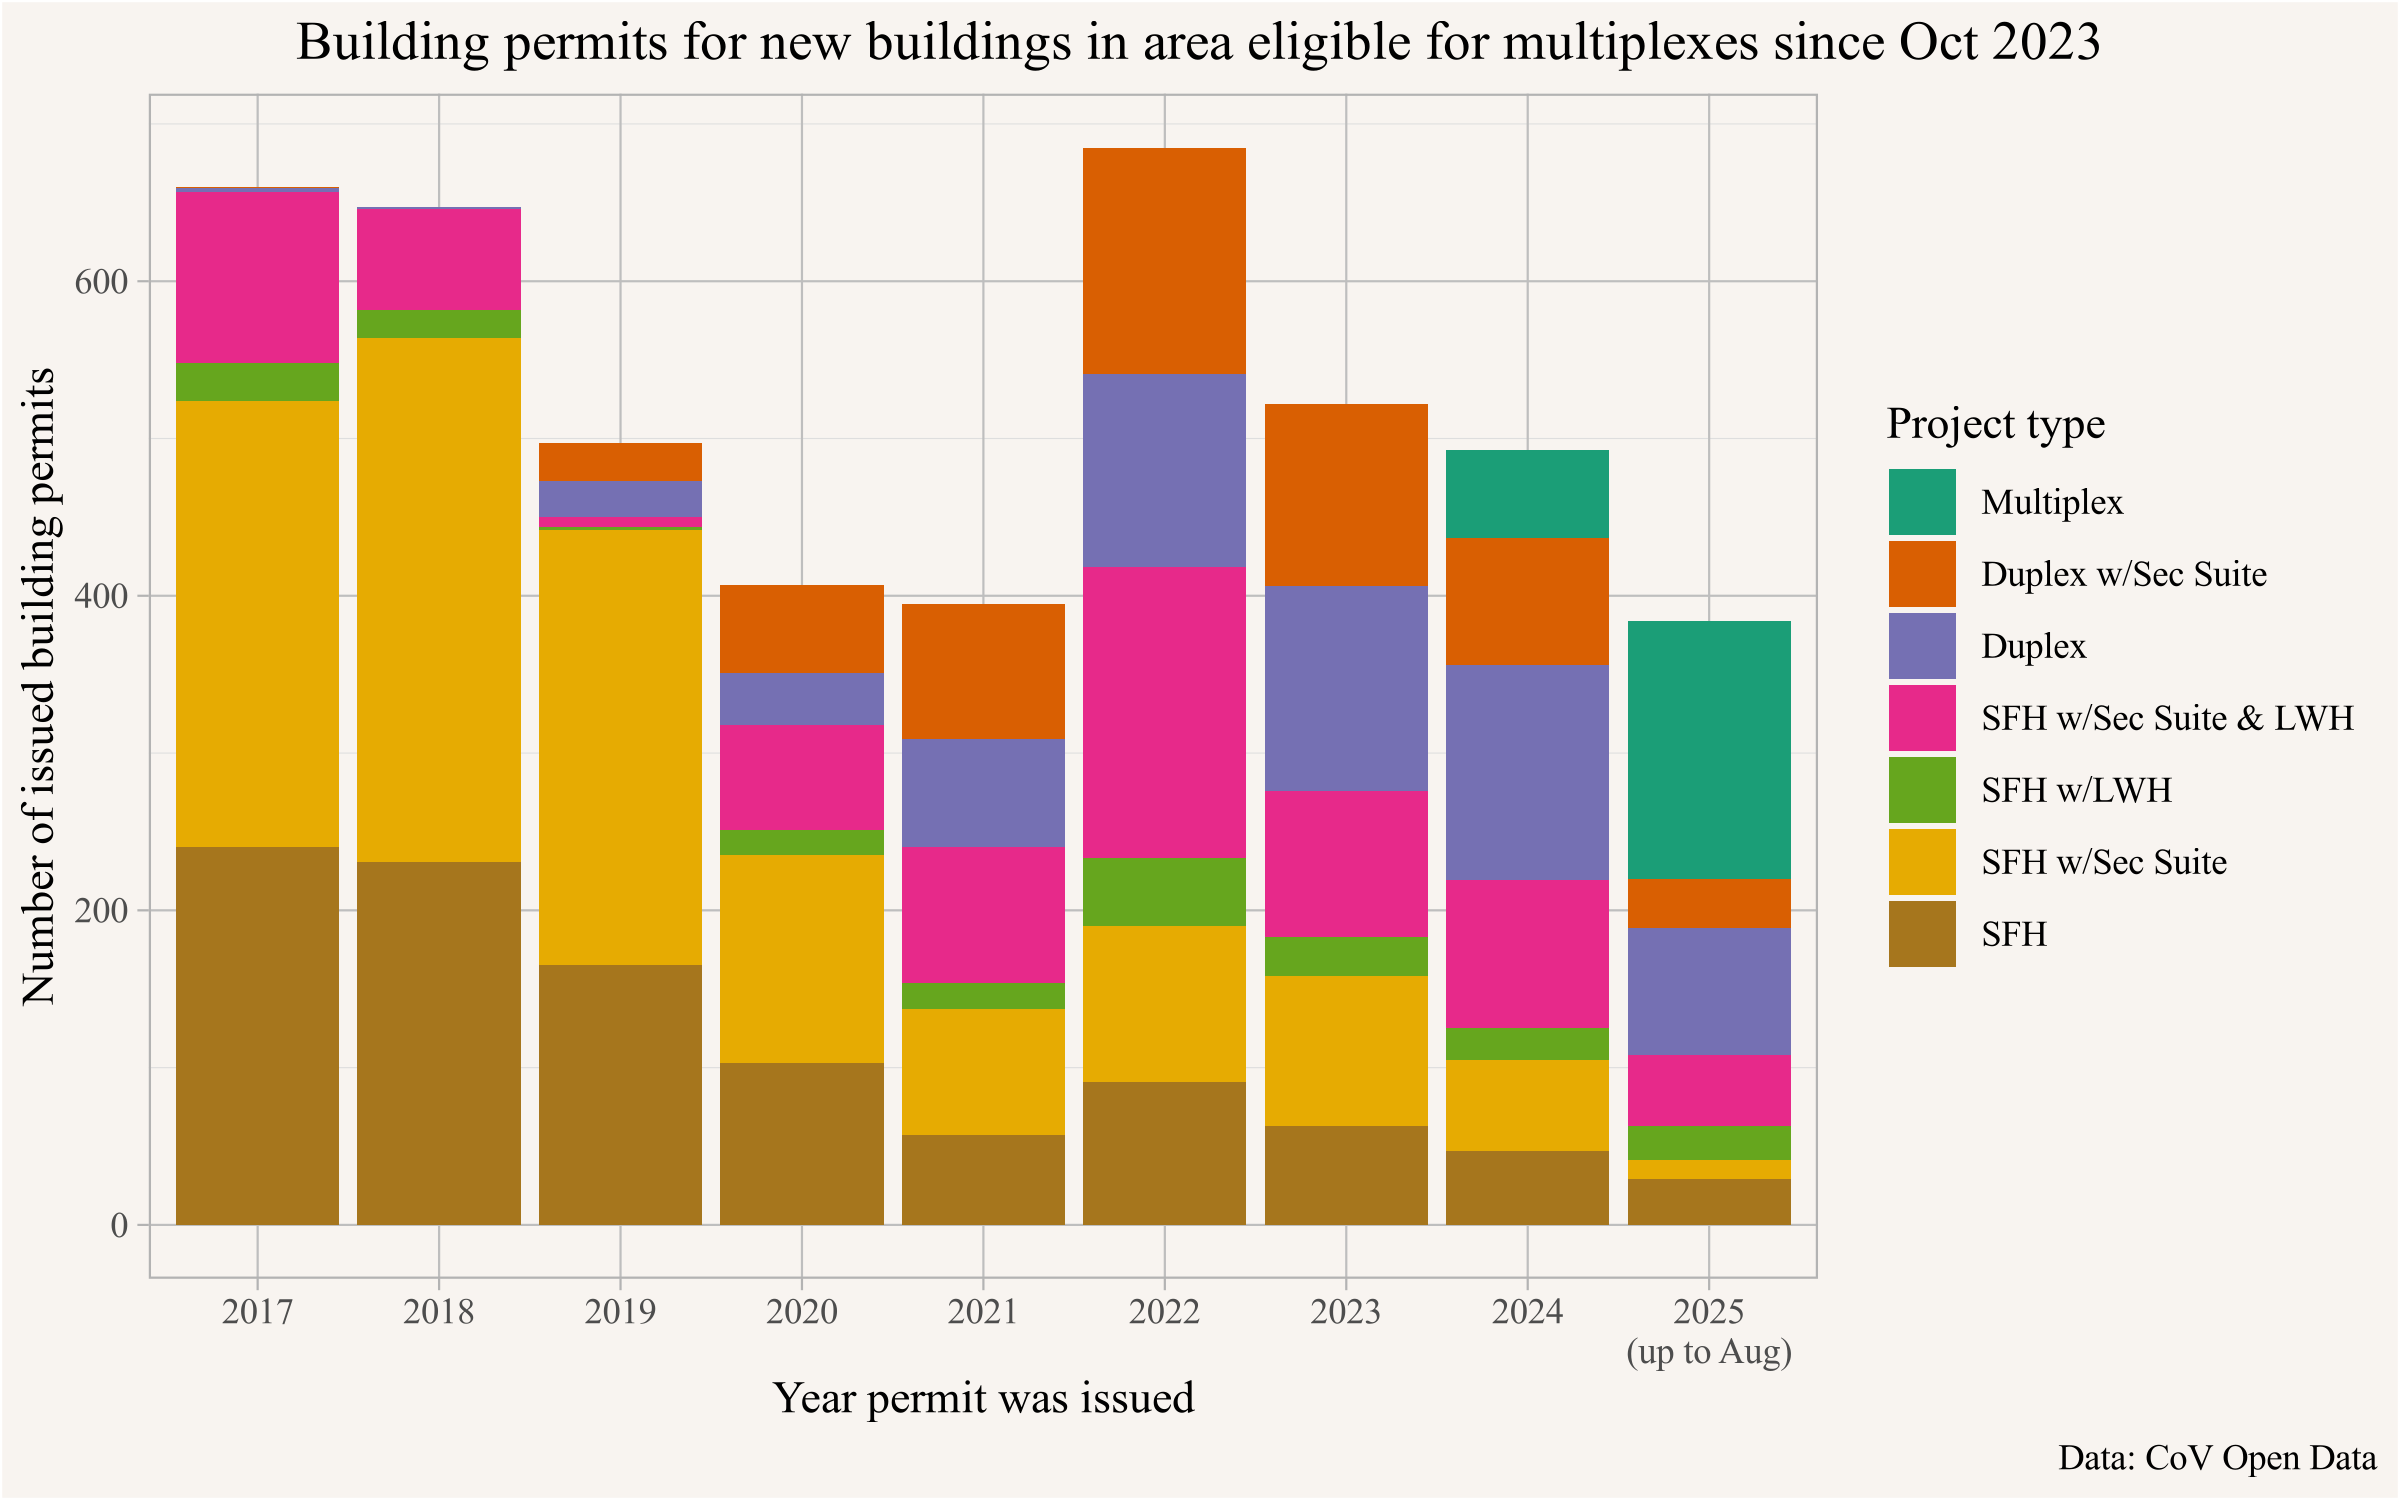 Building permits for new buildings in area eligible for multiplexes since Oct 2023
Number of issued building permits
600
400
200
0
2017
2018
2019
2020
2021
2022
2023
2024
2025
(up to Aug)
Year permit was issued
Project type
Multiplex
Duplex w/Sec Suite
Duplex
SFH w/Sec Suite & LWH
SFH w/LWH
SFH w/Sec Suite
SFH
Data: CoV Open Data